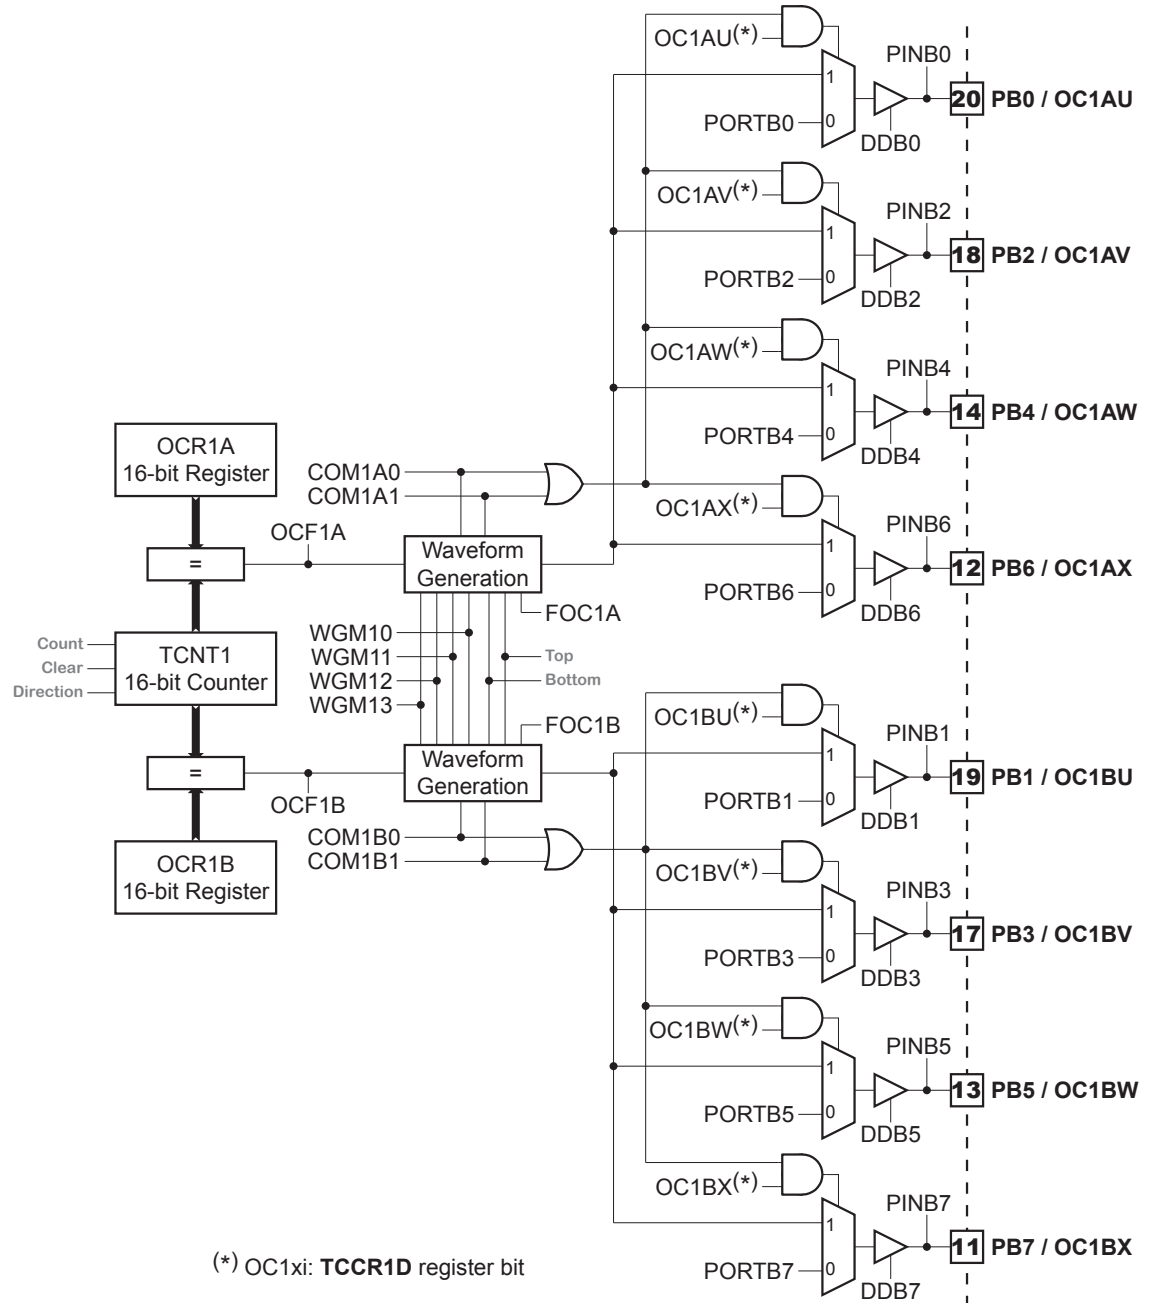 OC1AU(*)
PINB0
1
20 PB0 / OC1AU
PORTB0
0
DDB0
OC1AV(*)
PINB2
1
18 PB2 / OC1AV
PORTB2
0
DDB2
OC1AW(*)
PINB4
1
14 PB4 / OC1AW
PORTB4
0
DDB4
OCR1A
16-bit Register
COM1A0
COM1A1
OC1AX(*)
PINB6
OCF1A
Waveform
Generation
1
=
12 PB6 / OC1AX
PORTB6
0
DDB6
FOC1A
Count
Clear
Direction
TCNT1
16-bit Counter
WGM10
WGM11
WGM12
WGM13
Top
Bottom
FOC1B
OC1BU(*)
PINB1
Waveform
Generation
1
=
19 PB1 / OC1BU
OCF1B
PORTB1
0
DDB1
COM1B0
COM1B1
OCR1B
16-bit Register
OC1BV(*)
PINB3
1
17 PB3 / OC1BV
PORTB3
0
DDB3
OC1BW(*)
PINB5
1
13 PB5 / OC1BW
PORTB5
0
DDB5
OC1BX(*)
PINB7
1
11 PB7 / OC1BX
PORTB7
0
DDB7
(*) OC1xi: TCCR1D register bit